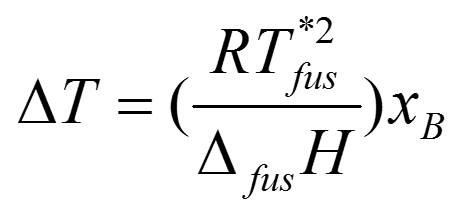 ΔT = (RT*²fus / ΔfusH)xB